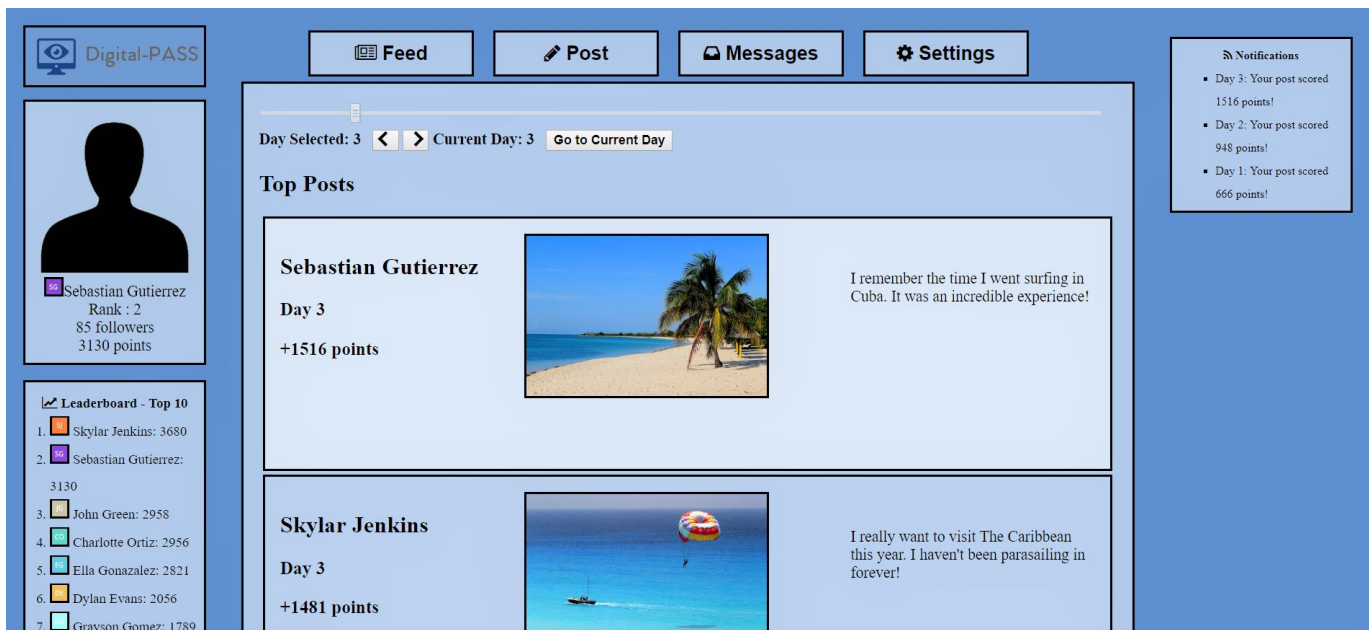 Digital-PASS
Feed
Post
Messages
Settings
SG Sebastian Gutierrez
Rank : 2
85 followers
3130 points
Leaderboard - Top 10
1. SJ Skylar Jenkins: 3680
2. SG Sebastian Gutierrez:
3130
3. JG John Green: 2958
4. CO Charlotte Ortiz: 2956
5. EG Ella Gonazalez: 2821
6. DE Dylan Evans: 2056
7. Grayson Gomez: 1789
Day Selected: 3 Current Day: 3 Go to Current Day
Top Posts
Sebastian Gutierrez
Day 3
+1516 points
I remember the time I went surfing in
Cuba. It was an incredible experience!
Skylar Jenkins
Day 3
+1481 points
I really want to visit The Caribbean
this year. I haven't been parasailing in
forever!
Notifications
Day 3: Your post scored
1516 points!
Day 2: Your post scored
948 points!
Day 1: Your post scored
666 points!